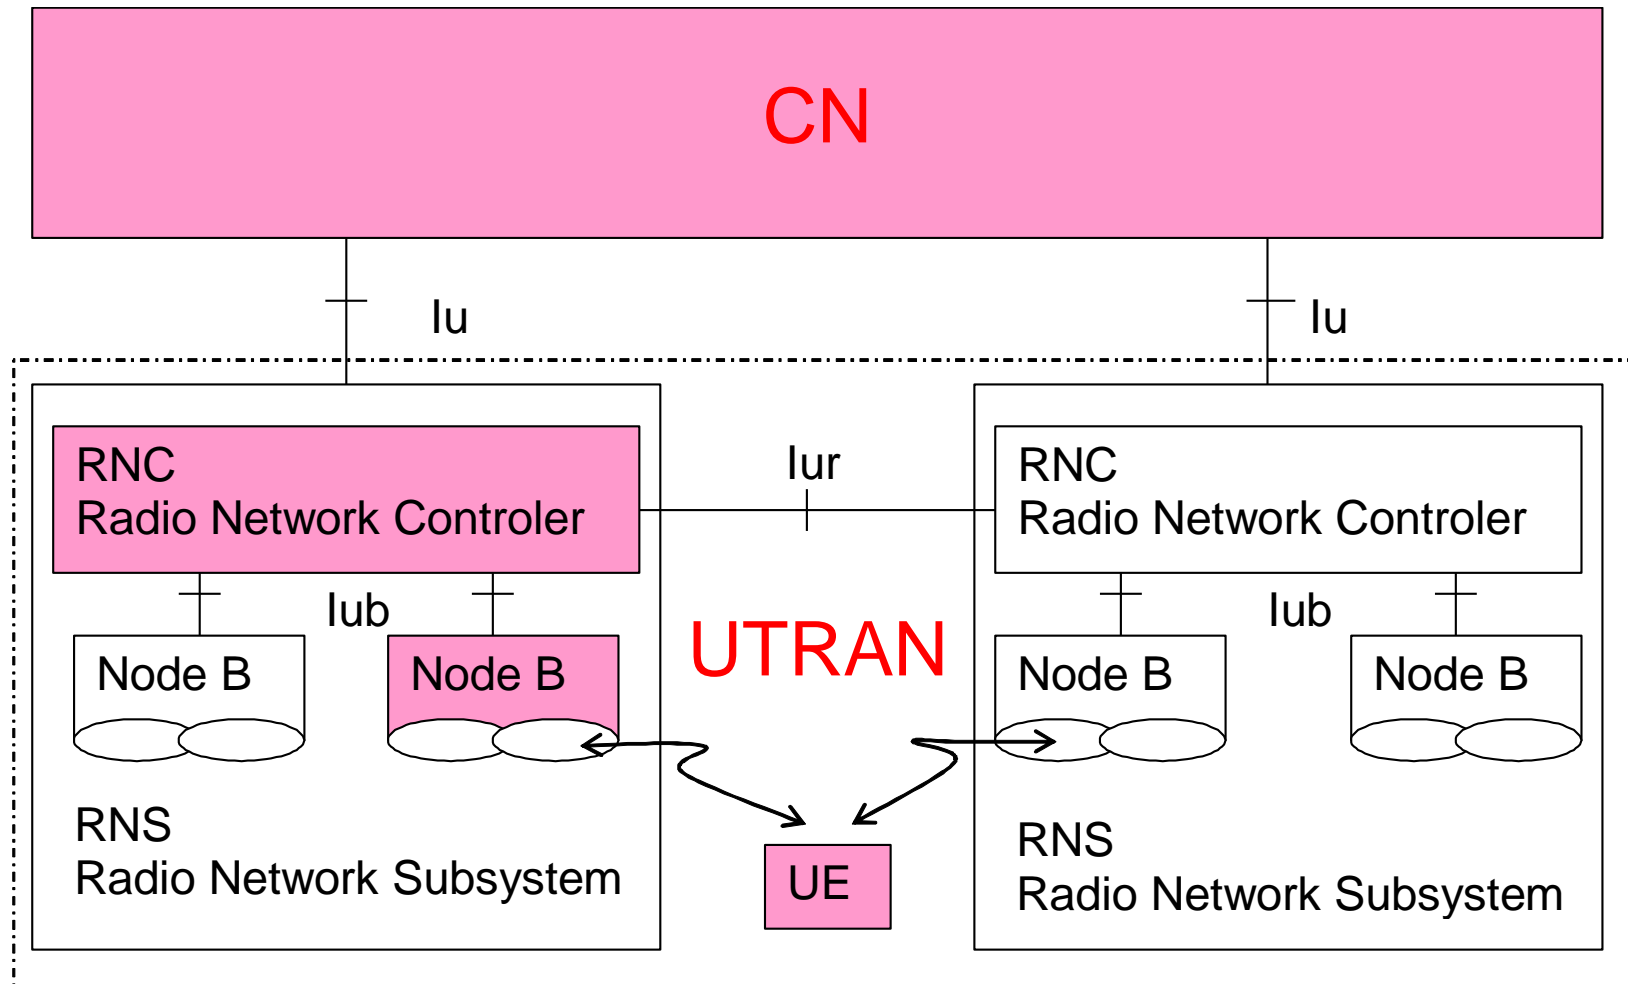 CN
Iu
Iu
RNC
Radio Network Controler
Iur
RNC
Radio Network Controler
Iub
Iub
UTRAN
Node B
Node B
Node B
Node B
RNS
Radio Network Subsystem
UE
RNS
Radio Network Subsystem